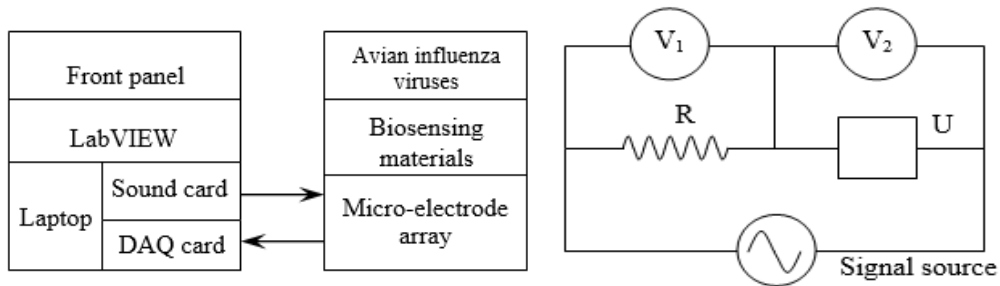 Front panel
LabVIEW
Laptop
Sound card
DAQ card
Avian influenza
viruses
Biosensing
materials
Micro-electrode
array
V1
V2
R
U
Signal source